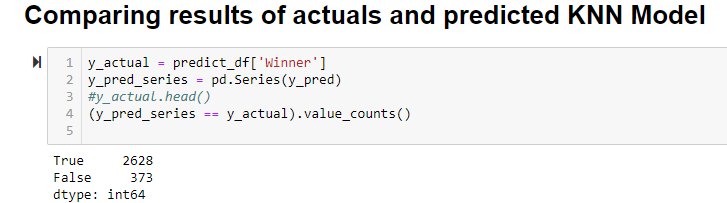 Comparing results of actuals and predicted KNN Model
1 y_actual = predict_df['Winner']
2 y_pred_series = pd.Series(y_pred)
3 #y_actual.head()
4 (y_pred_series == y_actual).value_counts()
5
True     2628
False     373
dtype: int64